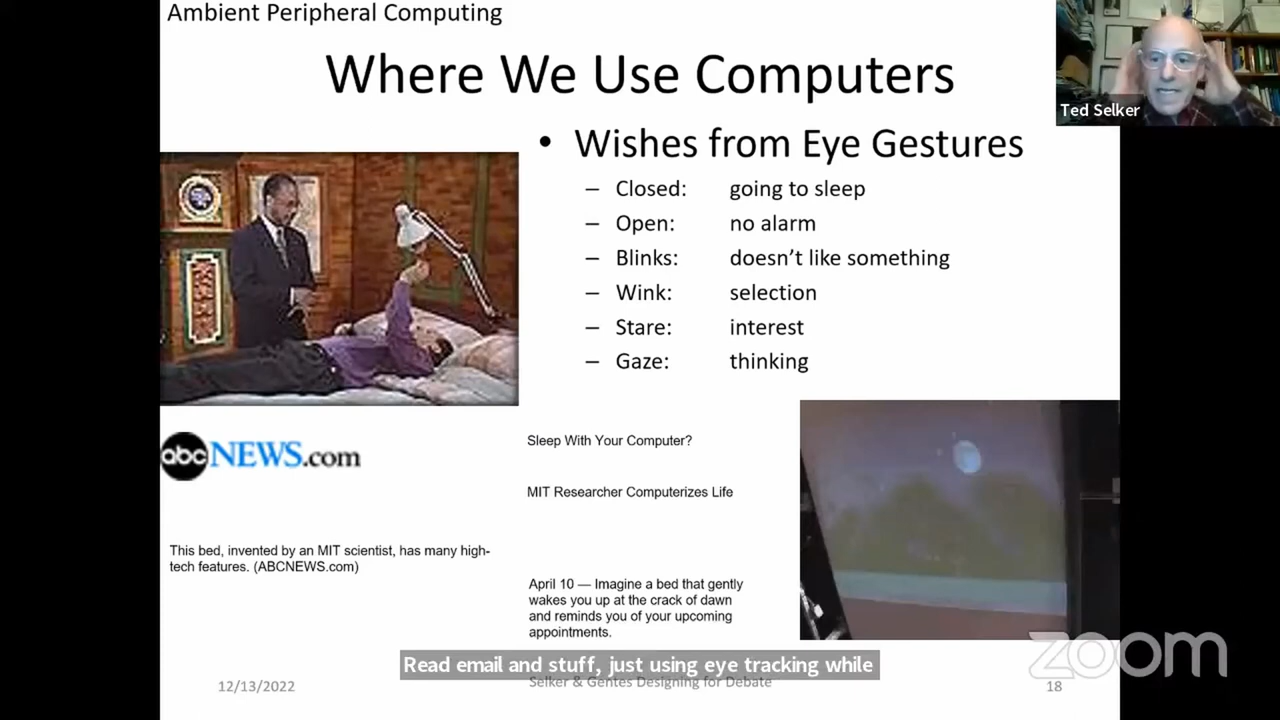 Ambient Peripheral Computing
Where We Use Computers
Ted Selker
• Wishes from Eye Gestures
– Closed: going to sleep
– Open: no alarm
– Blinks: doesn’t like something
– Wink: selection
– Stare: interest
– Gaze: thinking
abcNEWS.com
Sleep With Your Computer?
MIT Researcher Computerizes Life
This bed, invented by an MIT scientist, has many high-
tech features. (ABCNEWS.com)
April 10 — Imagine a bed that gently
wakes you up at the crack of dawn
and reminds you of your upcoming
appointments.
Read email and stuff, just using eye tracking while
12/13/2022
Selker & Gentes Designing for Debate
18
zoom